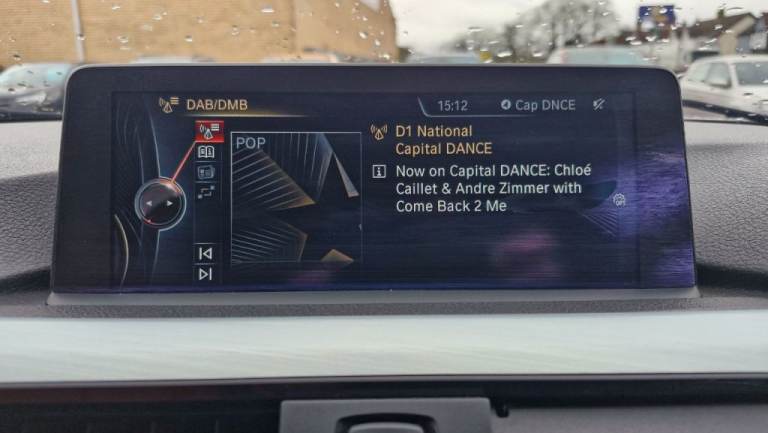 DAB/DMB
15:12
Cap DNCE
POP
D1 National
Capital DANCE
Now on Capital DANCE: Chloé
Caillet & Andre Zimmer with
Come Back 2 Me